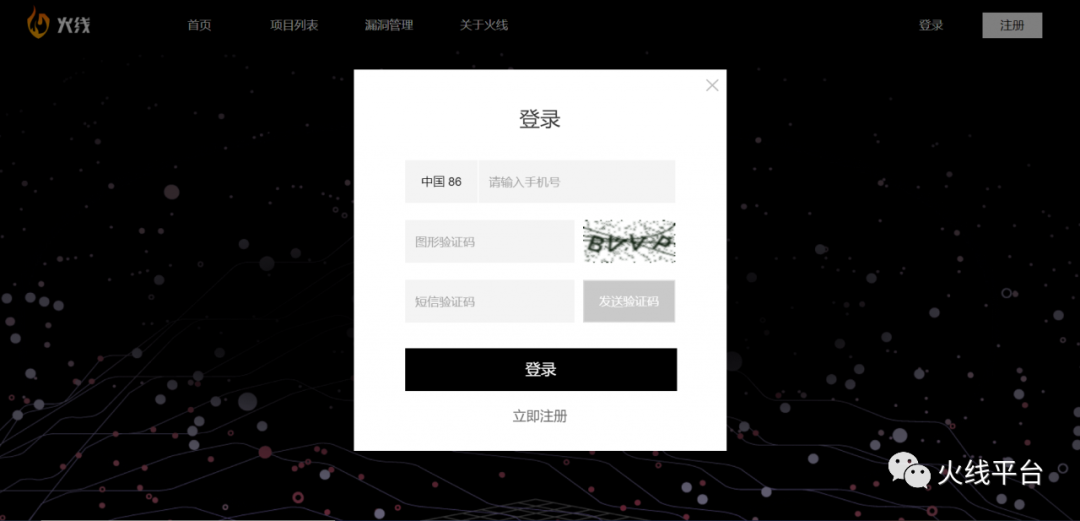 火线
首页
项目列表
漏洞管理
关于火线
登录
注册
登录
中国 86
请输入手机号
图形验证码
短信验证码
发送验证码
登录
立即注册
火线平台